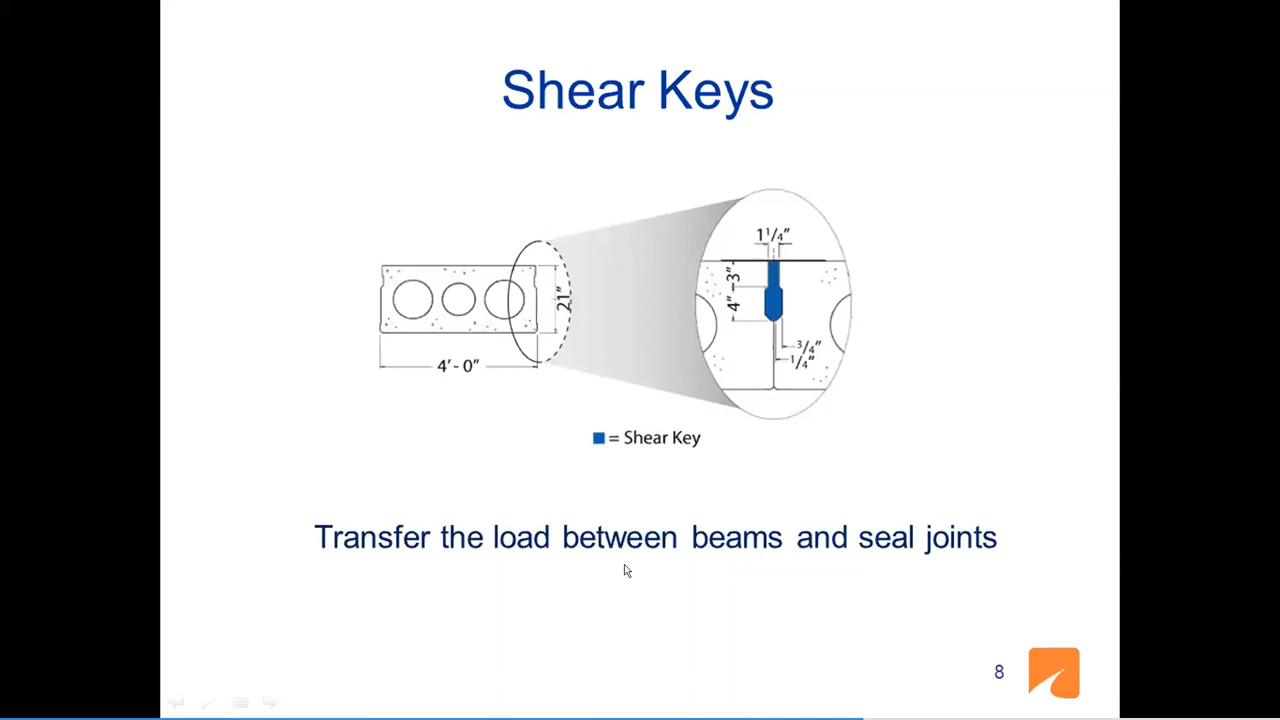 Shear Keys
1 1/4"
3"
4"
21"
3/4"
1/4"
4' - 0"
= Shear Key
Transfer the load between beams and seal joints
8